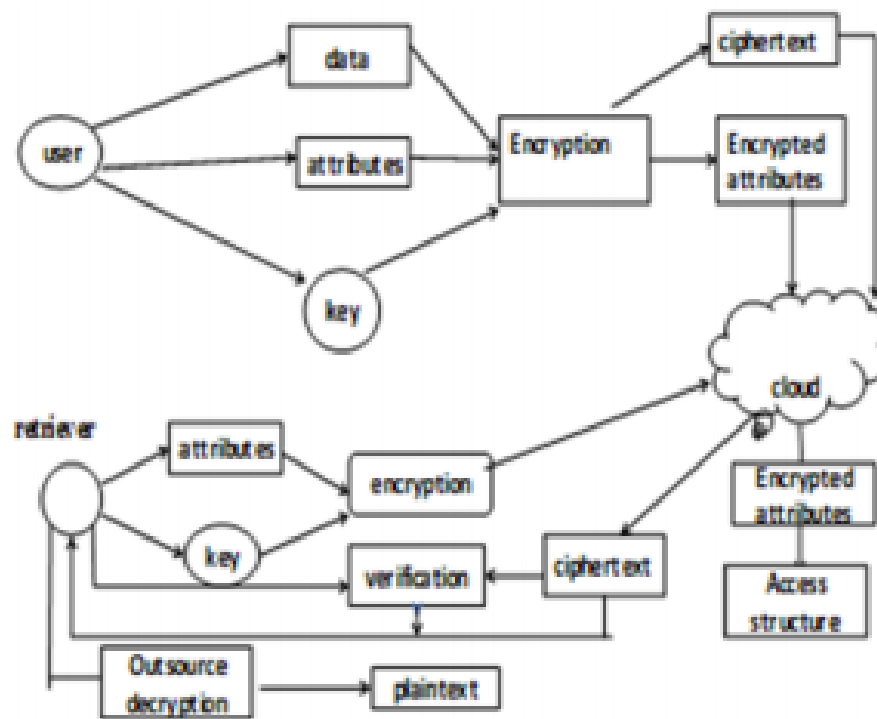 ciphertext
data
user
attributes
Encryption
Encrypted
attributes
key
cloud
retriever
attributes
encryption
Encrypted
attributes
key
verification
ciphertext
Access
structure
Outsource
decryption
plaintext